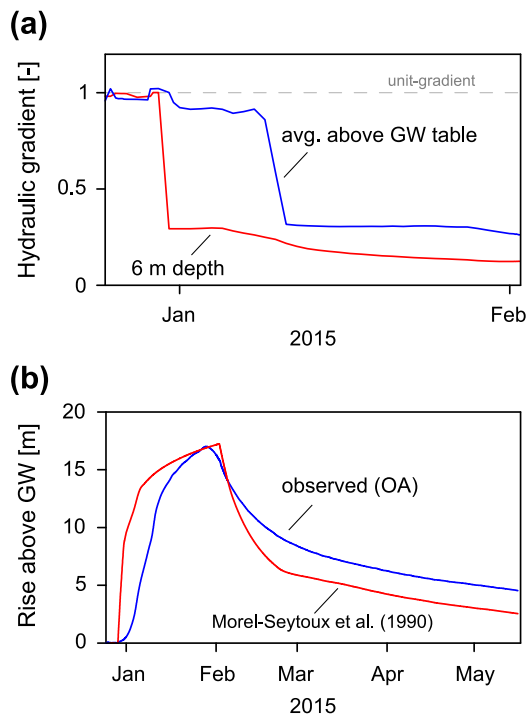 (a)
Hydraulic gradient [-]
1
0.5
0
unit-gradient
avg. above GW table
6 m depth
Jan
Feb
2015
(b)
Rise above GW [m]
20
15
10
5
0
observed (OA)
Morel-Seytoux et al. (1990)
Jan
Feb
Mar
Apr
May
2015